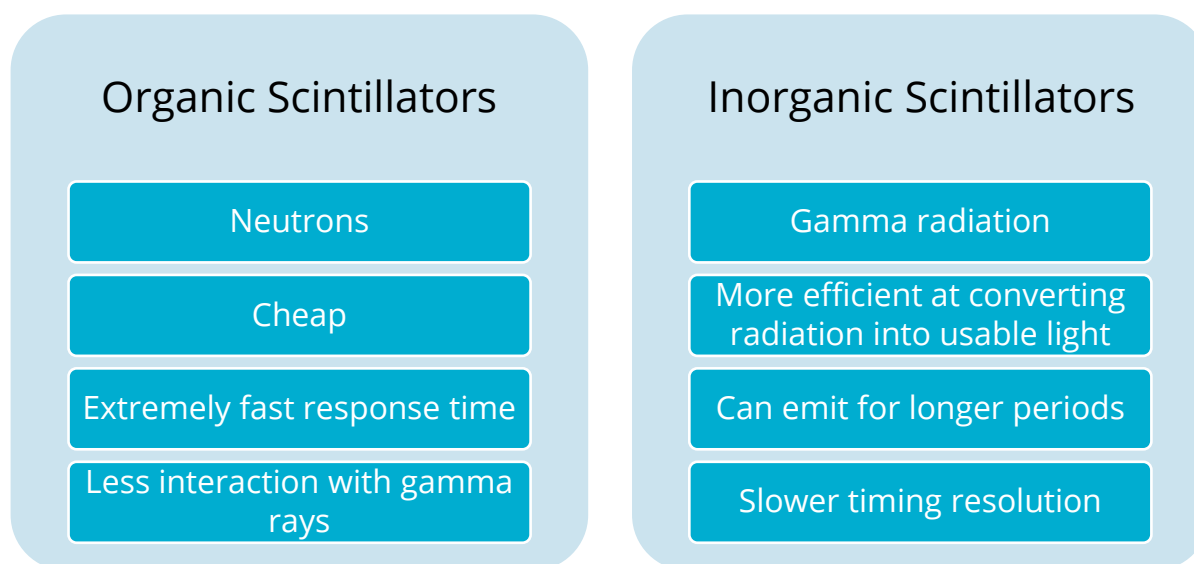 Organic Scintillators
Neutrons
Cheap
Extremely fast response time
Less interaction with gamma
rays
Inorganic Scintillators
Gamma radiation
More efficient at converting
radiation into usable light
Can emit for longer periods
Slower timing resolution